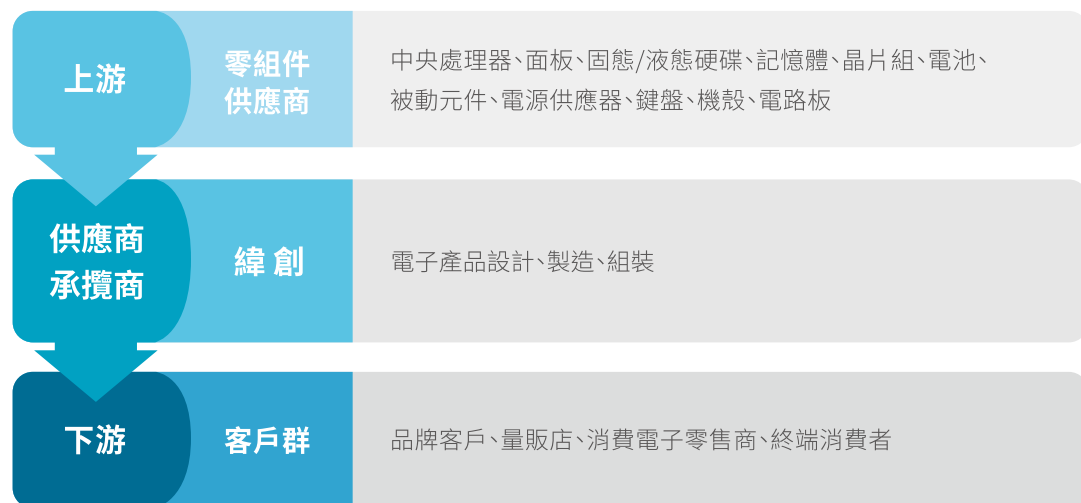 上游
零組件
供應商
中央處理器、面板、固態/液態硬碟、記憶體、晶片組、電池、
被動元件、電源供應器、鍵盤、機殼、電路板
供應商
承攬商
緯 創
電子產品設計、製造、組裝
下游
客戶群
品牌客戶、量販店、消費電子零售商、終端消費者